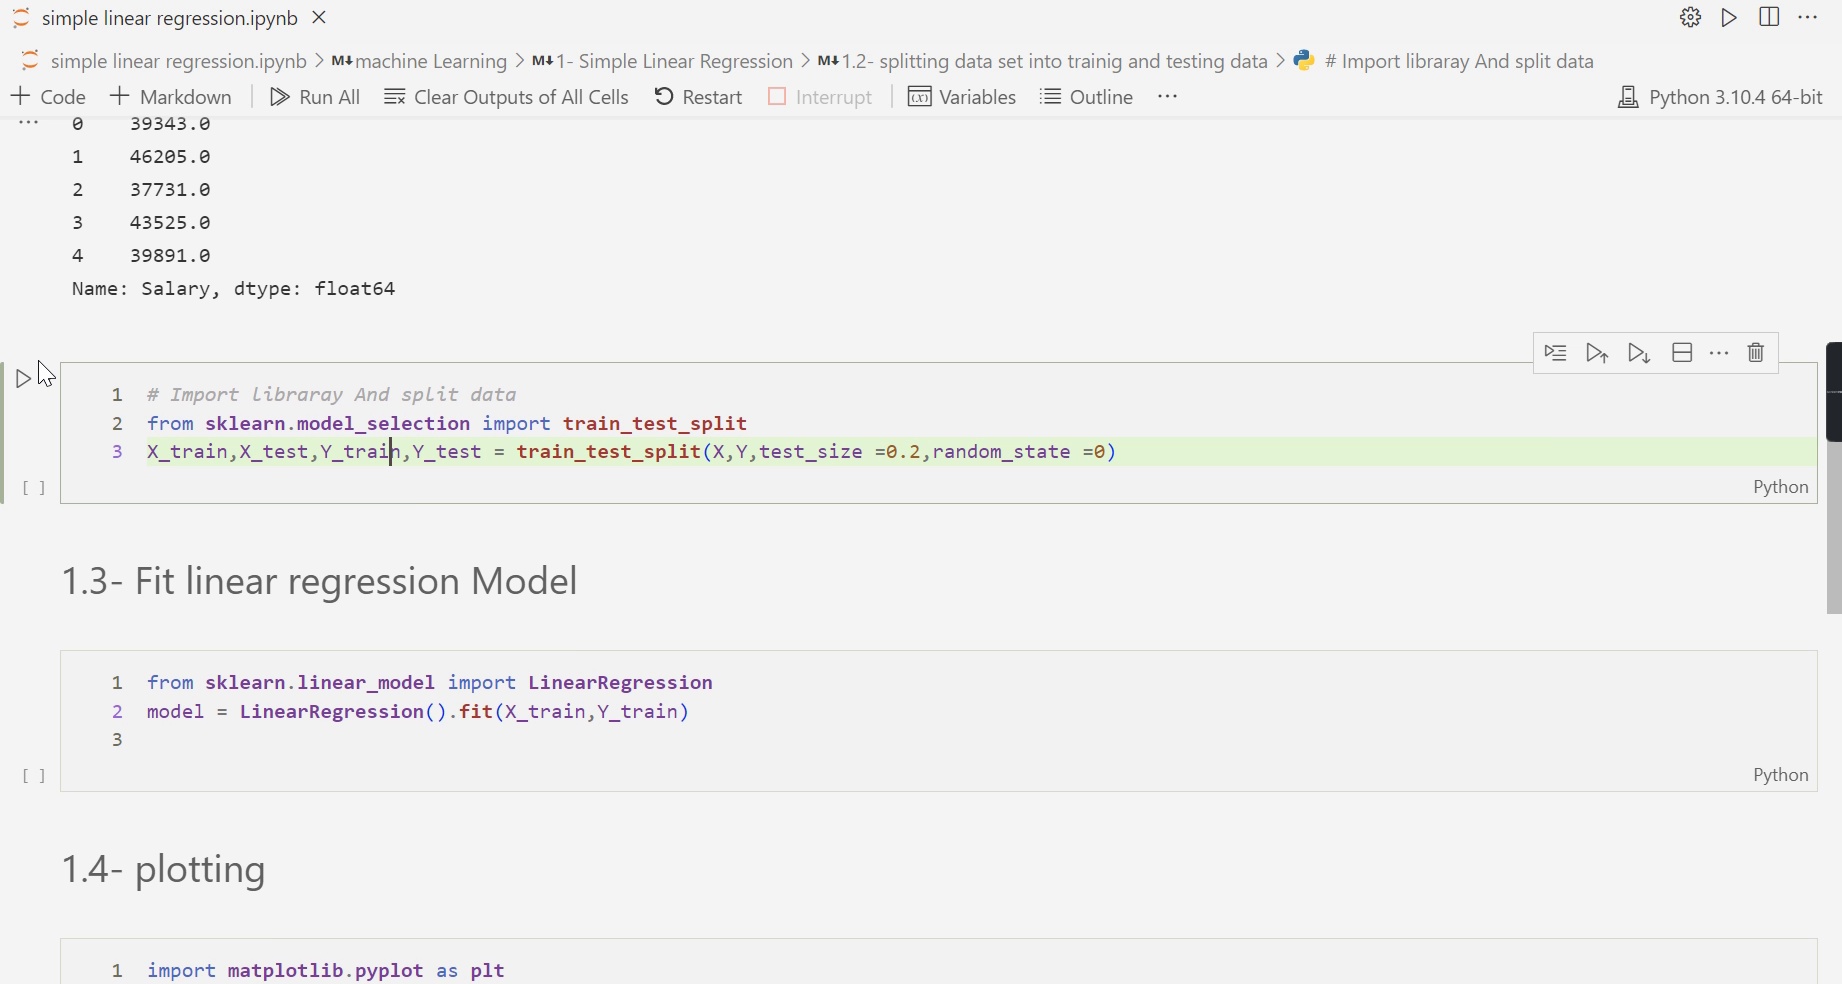 simple linear regression.ipynb
simple linear regression.ipynb > M↓ machine Learning > M↓ 1- Simple Linear Regression > M↓ 1.2- splitting data set into trainig and testing data > # Import libraray And split data
+ Code + Markdown Run All Clear Outputs of All Cells Restart Interrupt (x) Variables Outline ... Python 3.10.4 64-bit
... 0 39343.0
1 46205.0
2 37731.0
3 43525.0
4 39891.0
Name: Salary, dtype: float64
1 # Import libraray And split data
2 from sklearn.model_selection import train_test_split
3 X_train,X_test,Y_train,Y_test = train_test_split(X,Y,test_size =0.2,random_state =0)
[ ] Python
1.3- Fit linear regression Model
1 from sklearn.linear_model import LinearRegression
2 model = LinearRegression().fit(X_train,Y_train)
3
[ ] Python
1.4- plotting
1 import matplotlib.pyplot as plt